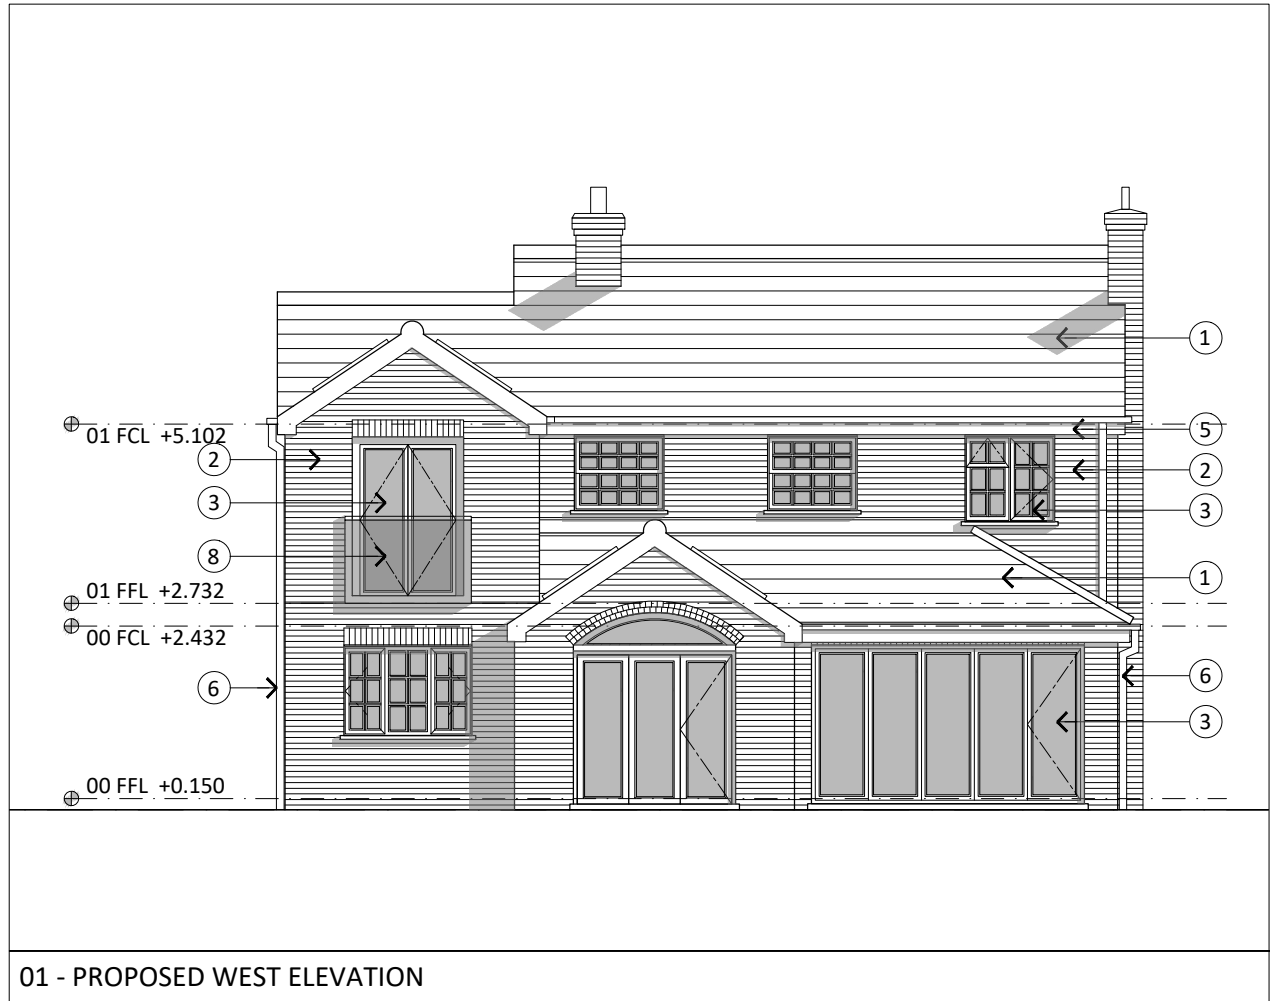 1
01 FCL +5.102
5
2
2
3
3
8
1
01 FFL +2.732
00 FCL +2.432
6
6
3
00 FFL +0.150
01 - PROPOSED WEST ELEVATION